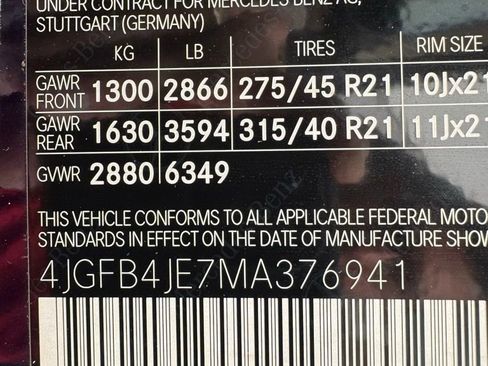 UNDER CONTRACT FOR MERCEDES BENZ AG,
STUTTGART (GERMANY)
KG LB TIRES RIM SIZE
GAWR FRONT 1300 2866 275/45 R21 10Jx21
GAWR REAR 1630 3594 315/40 R21 11Jx21
GVWR 2880 6349
THIS VEHICLE CONFORMS TO ALL APPLICABLE FEDERAL MOTO
STANDARDS IN EFFECT ON THE DATE OF MANUFACTURE SHOW
4JGFB4JE7MA376941